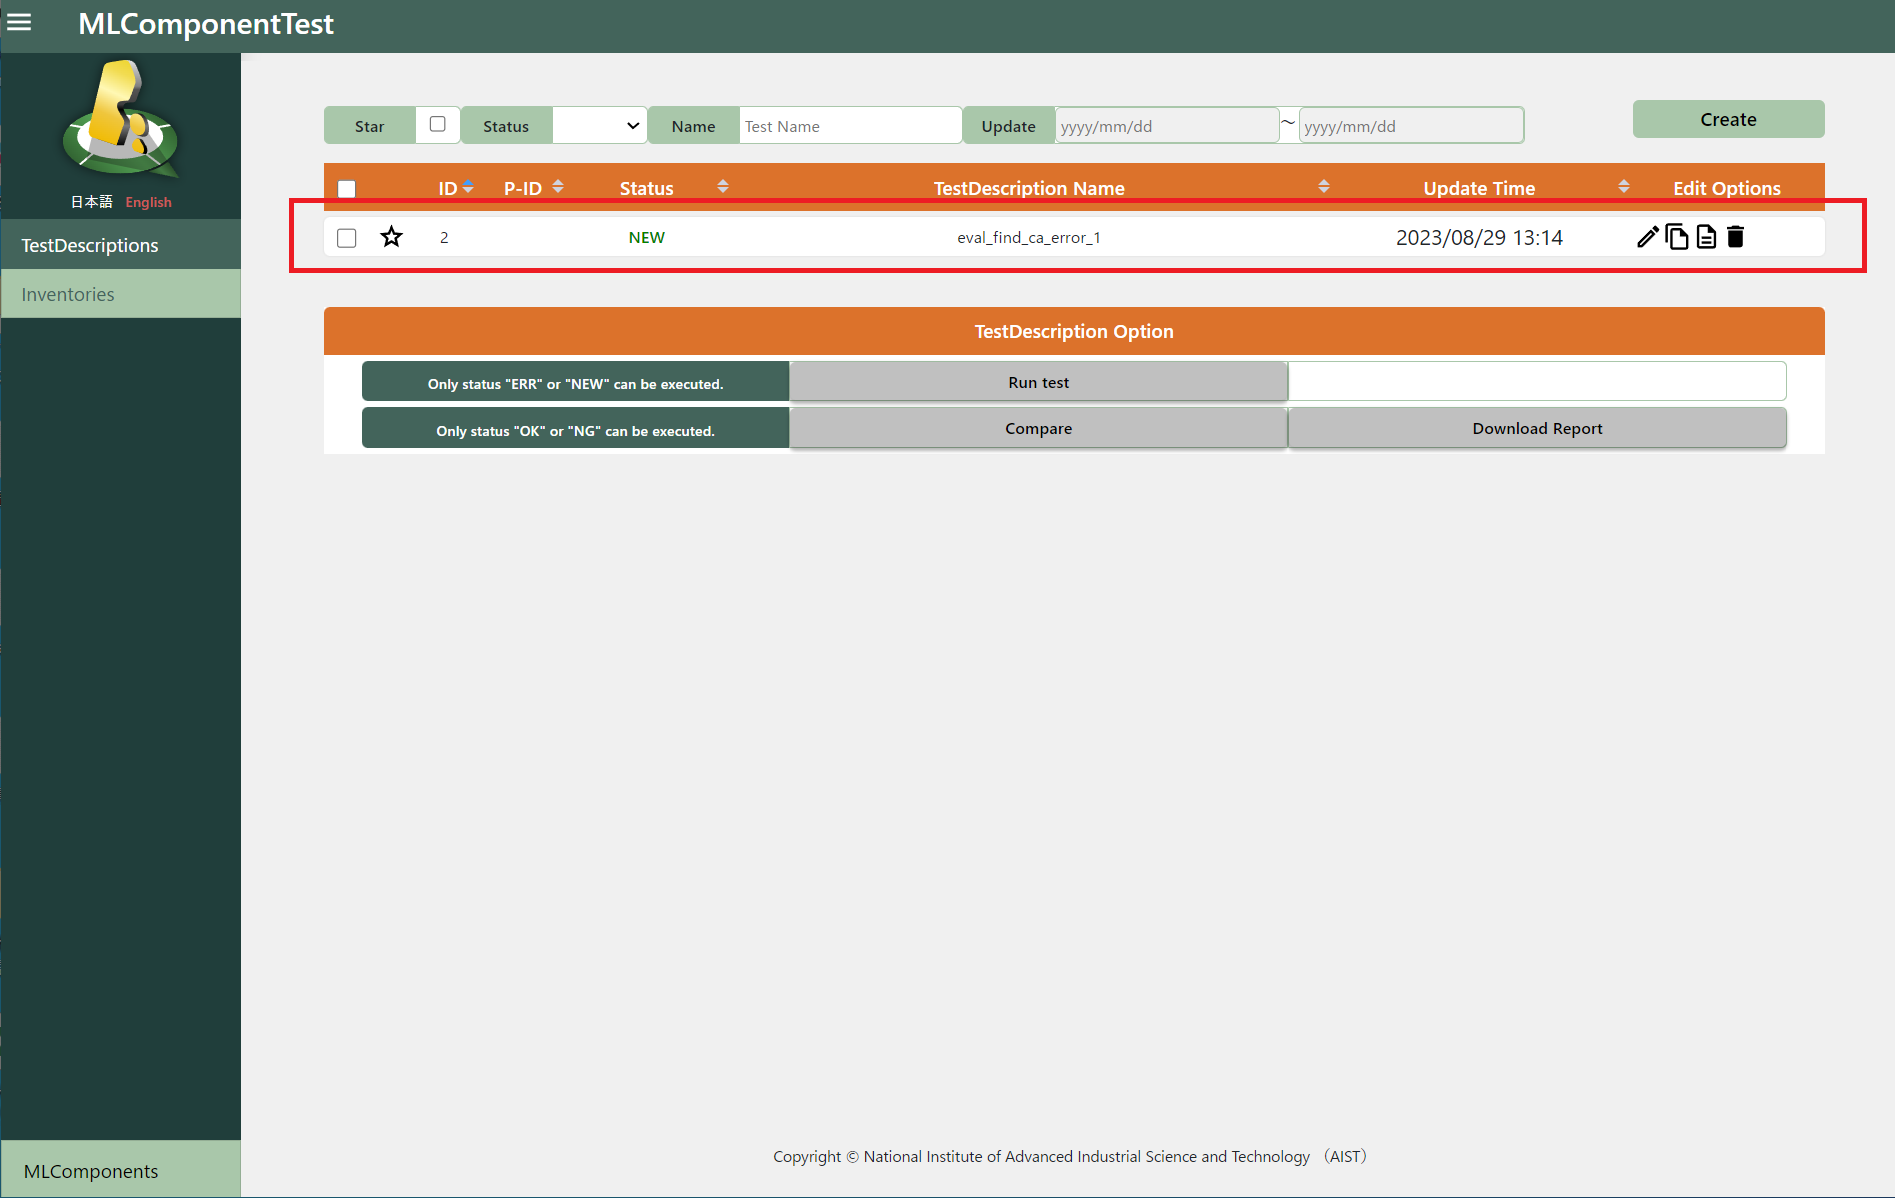 MLComponentTest
日本語 English
TestDescriptions
Inventories
MLComponents
Star Status Name Test Name Update yyyy/mm/dd ~ yyyy/mm/dd Create
ID P-ID Status TestDescription Name Update Time Edit Options
2 NEW eval_find_ca_error_1 2023/08/29 13:14
TestDescription Option
Only status "ERR" or "NEW" can be executed. Run test
Only status "OK" or "NG" can be executed. Compare Download Report
Copyright © National Institute of Advanced Industrial Science and Technology （AIST）